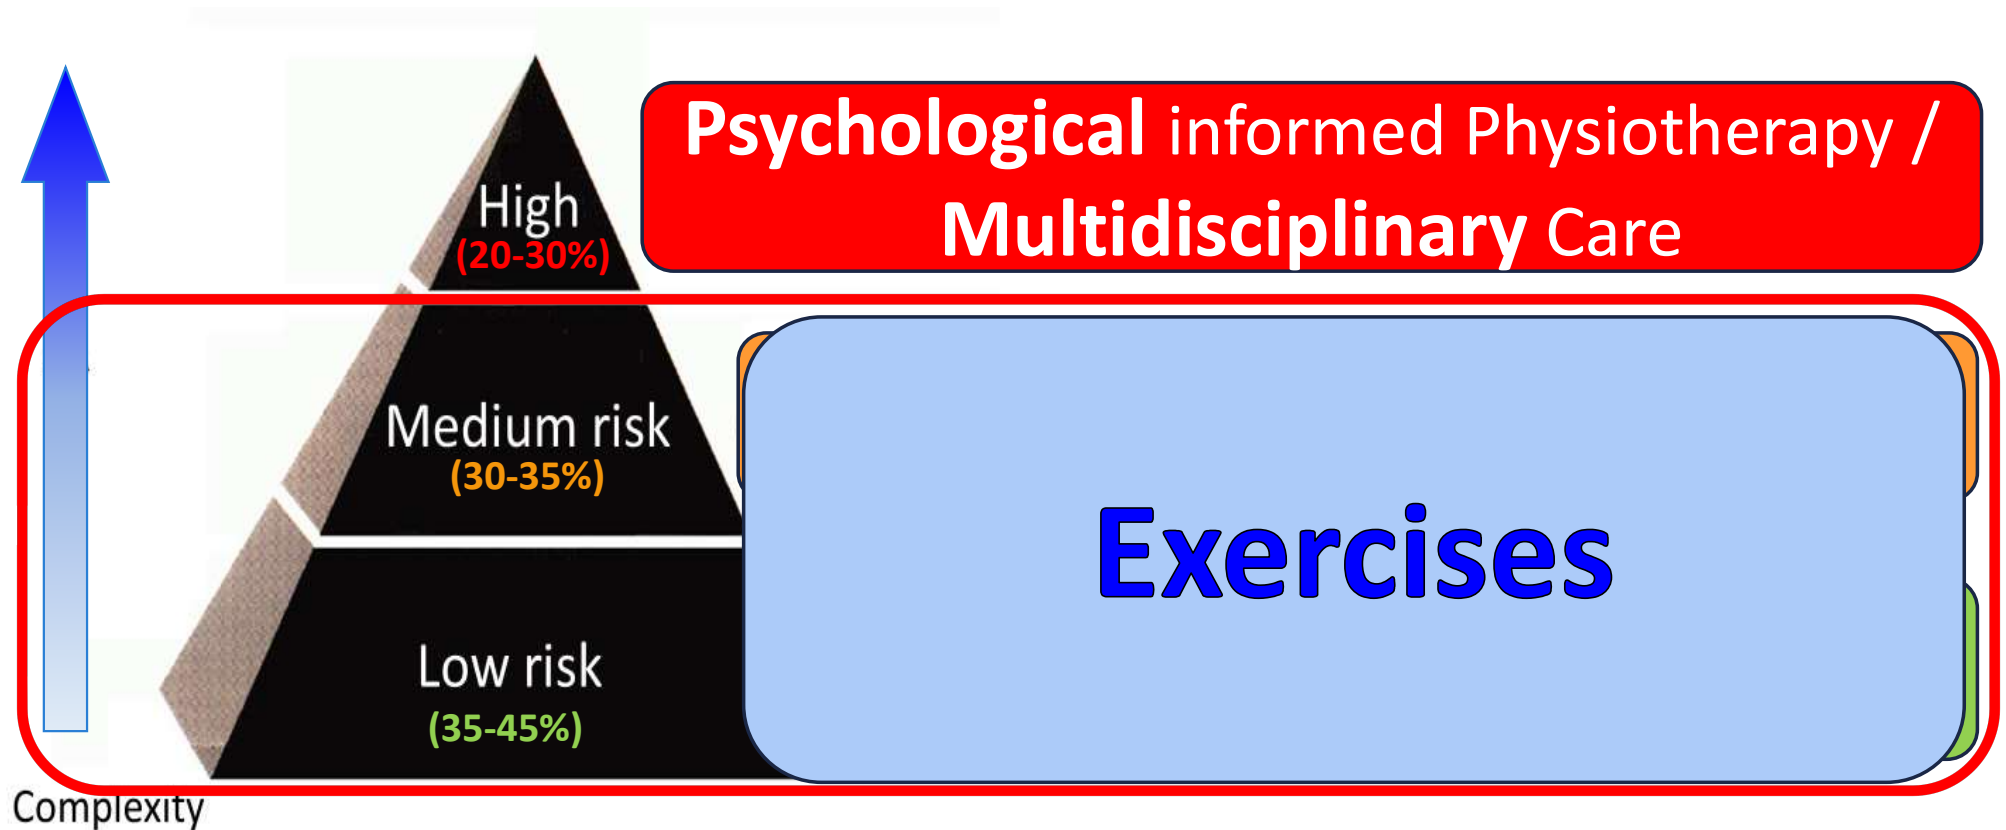 Psychological informed Physiotherapy /
Multidisciplinary Care
High
(20-30%)
Medium risk
(30-35%)
Exercises
Low risk
(35-45%)
Complexity